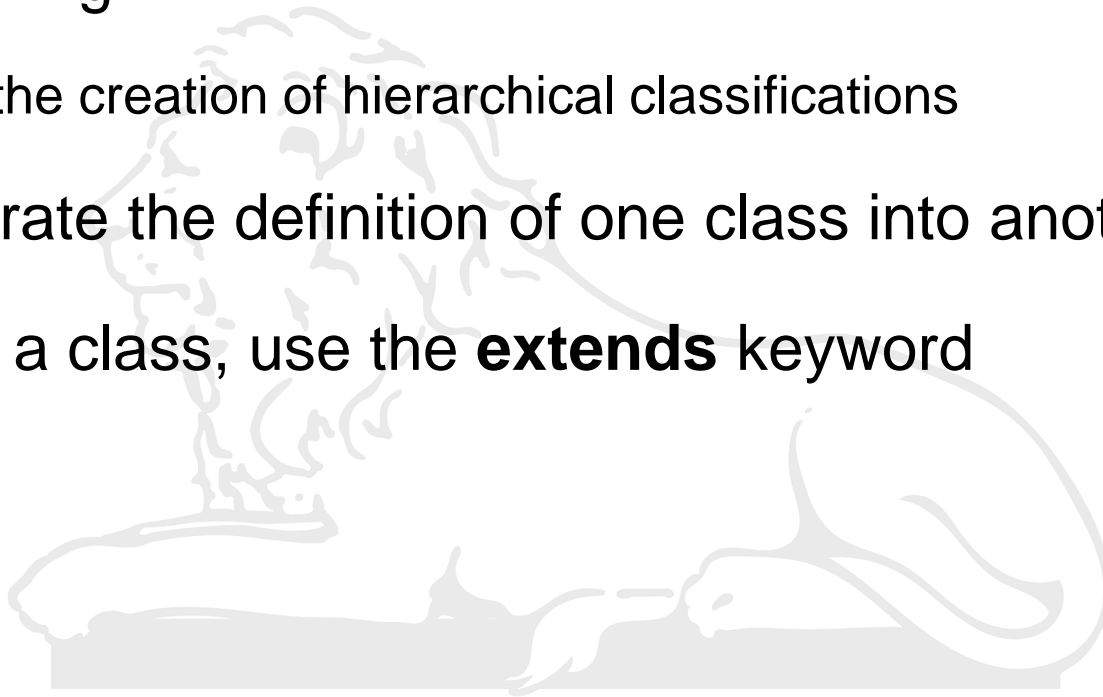 g
the creation of hierarchical classifications
rate the definition of one class into anot
a class, use the extends keyword